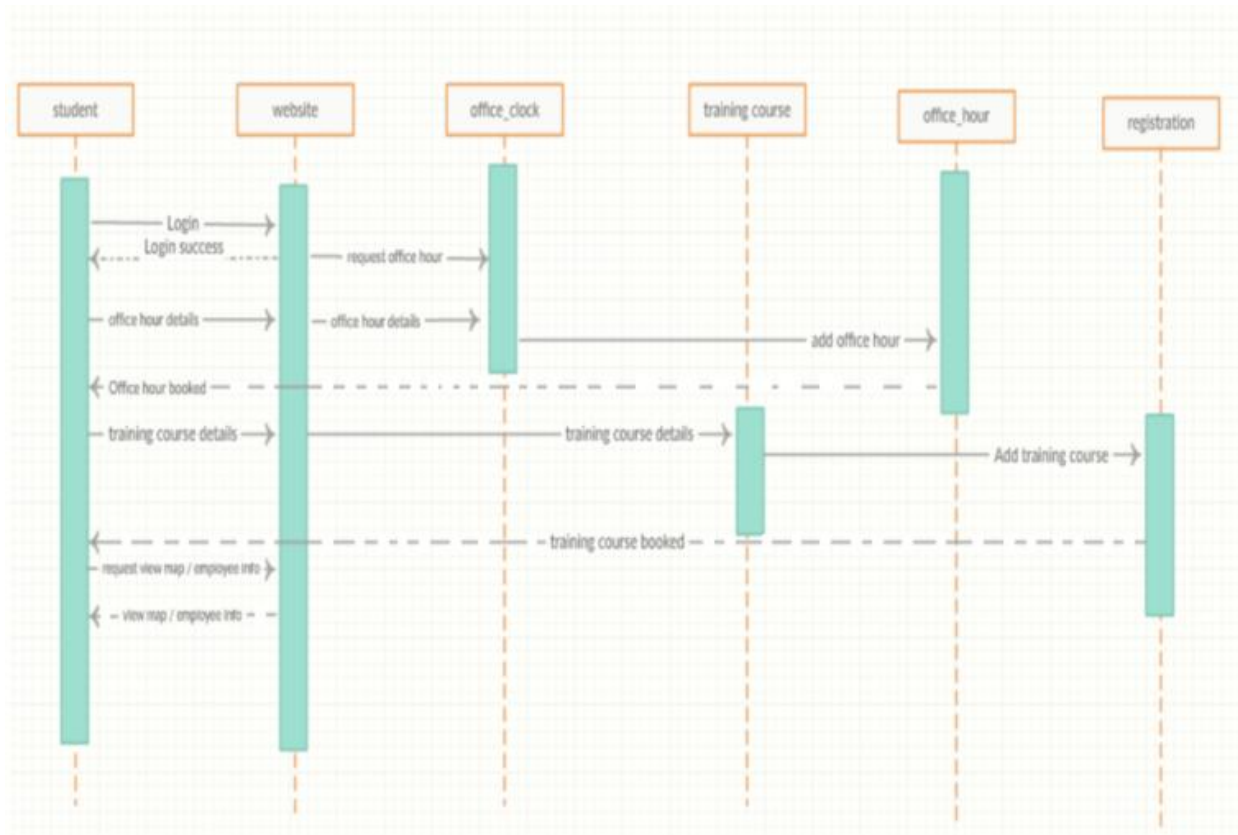 student
website
office_clock
training course
office_hour
registration
Login
Login success
request office hour
office hour details
office hour details
add office hour
Office hour booked
training course details
training course details
Add training course
training course booked
request view map / employee info
view map / employee info